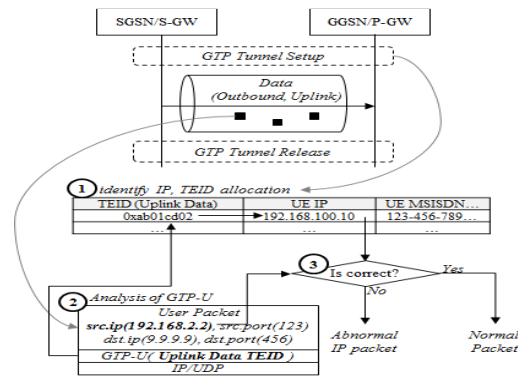 SGSN/S-GW
GGSN/P-GW
GTP Tunnel Setup
Data
(Outbound, Uplink)
GTP Tunnel Release
1 identify IP, TEID allocation
TEID (Uplink Data) UE IP UE MSISDN…
0xab01cd02 192.168.100.10 123-456-789…
… … …
3 Is correct?
Yes
No
2 Analysis of GTP-U
User Packet
src.ip(192.168.2.2), src.port(123)
dst.ip(9.9.9.9), dst.port(456)
GTP-U( Uplink Data TEID )
IP/UDP
Abnormal
IP packet
Normal
Packet